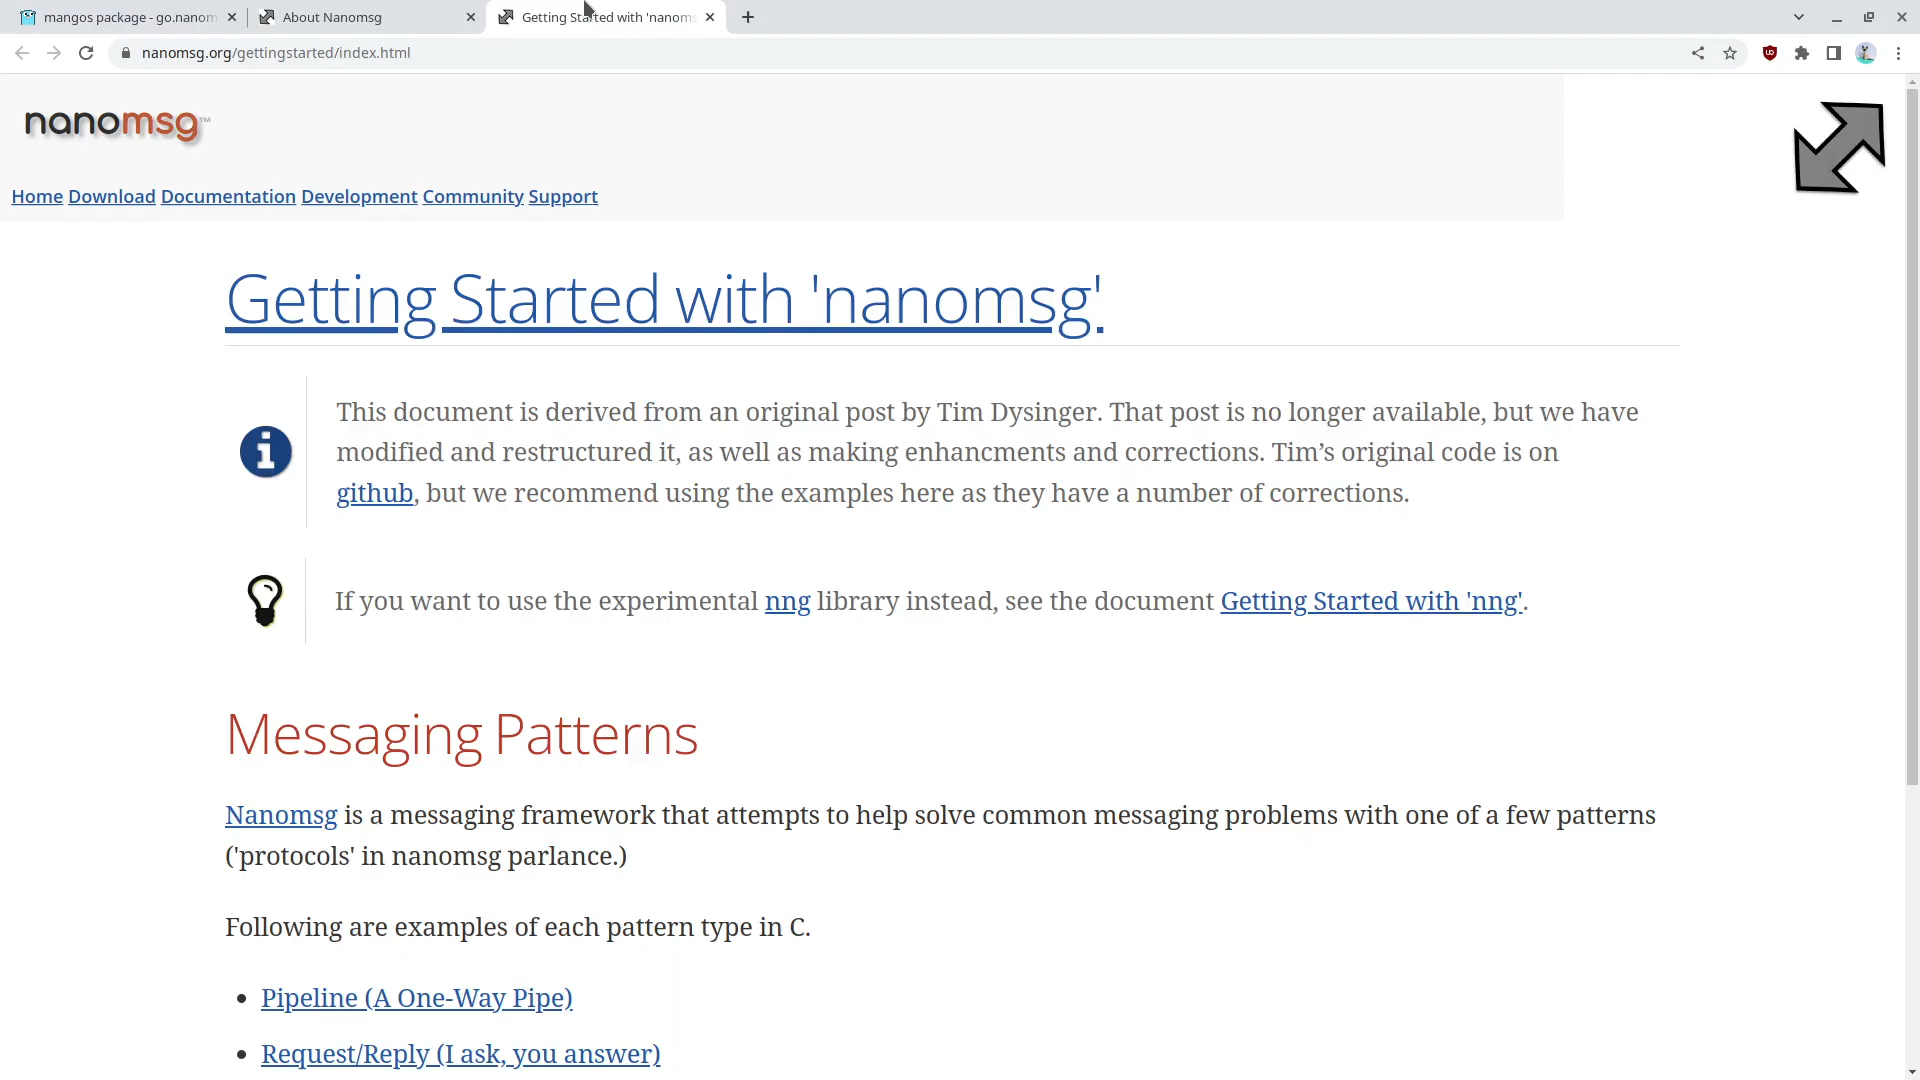 mangos package - go.nanom
About Nanomsg
Getting Started with 'nanoms
nanomsg.org/gettingstarted/index.html
nanomsg™
Home Download Documentation Development Community Support
Getting Started with 'nanomsg'
This document is derived from an original post by Tim Dysinger. That post is no longer available, but we have
modified and restructured it, as well as making enhancments and corrections. Tim’s original code is on
github, but we recommend using the examples here as they have a number of corrections.
If you want to use the experimental nng library instead, see the document Getting Started with 'nng'.
Messaging Patterns
Nanomsg is a messaging framework that attempts to help solve common messaging problems with one of a few patterns
('protocols' in nanomsg parlance.)
Following are examples of each pattern type in C.
• Pipeline (A One-Way Pipe)
• Request/Reply (I ask, you answer)